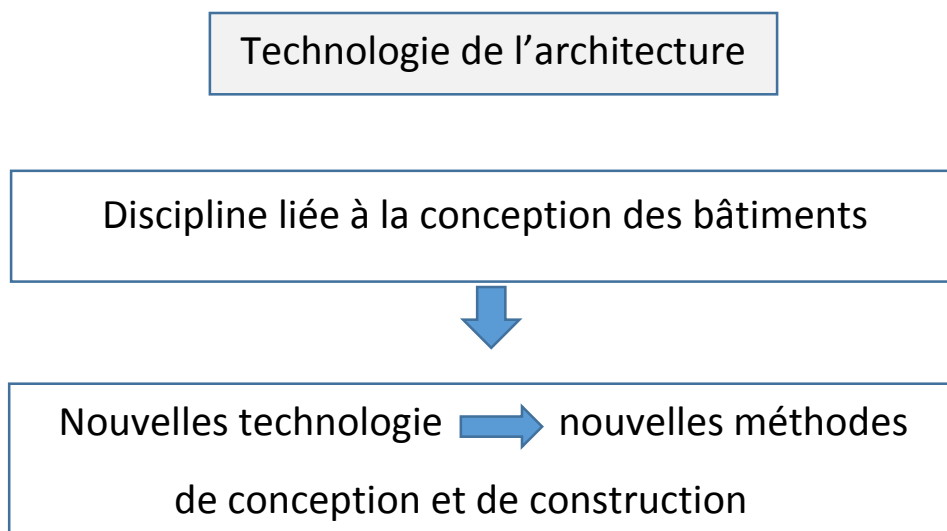 Technologie de l’architecture
Discipline liée à la conception des bâtiments
Nouvelles technologie nouvelles méthodes
de conception et de construction